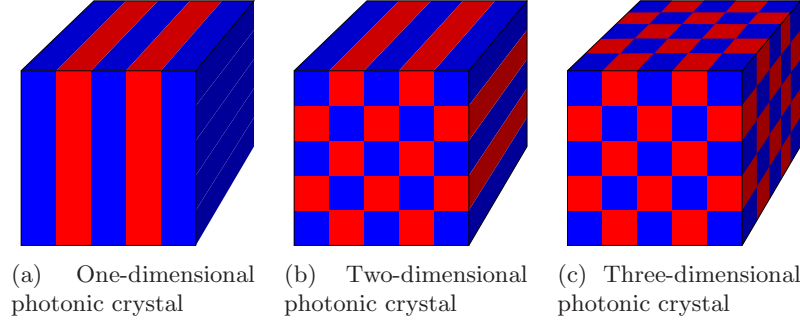 (a) One-dimensional
photonic crystal
(b) Two-dimensional
photonic crystal
(c) Three-dimensional
photonic crystal